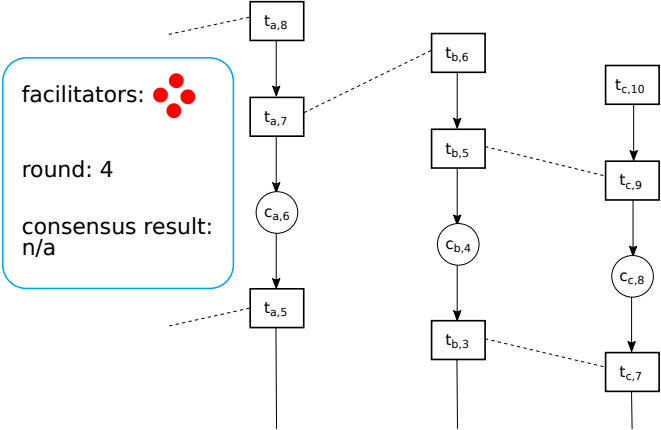 facilitators:
round: 4
consensus result:
n/a
t_a,8
t_a,7
c_a,6
t_a,5
t_b,6
t_b,5
c_b,4
t_b,3
t_c,10
t_c,9
c_c,8
t_c,7